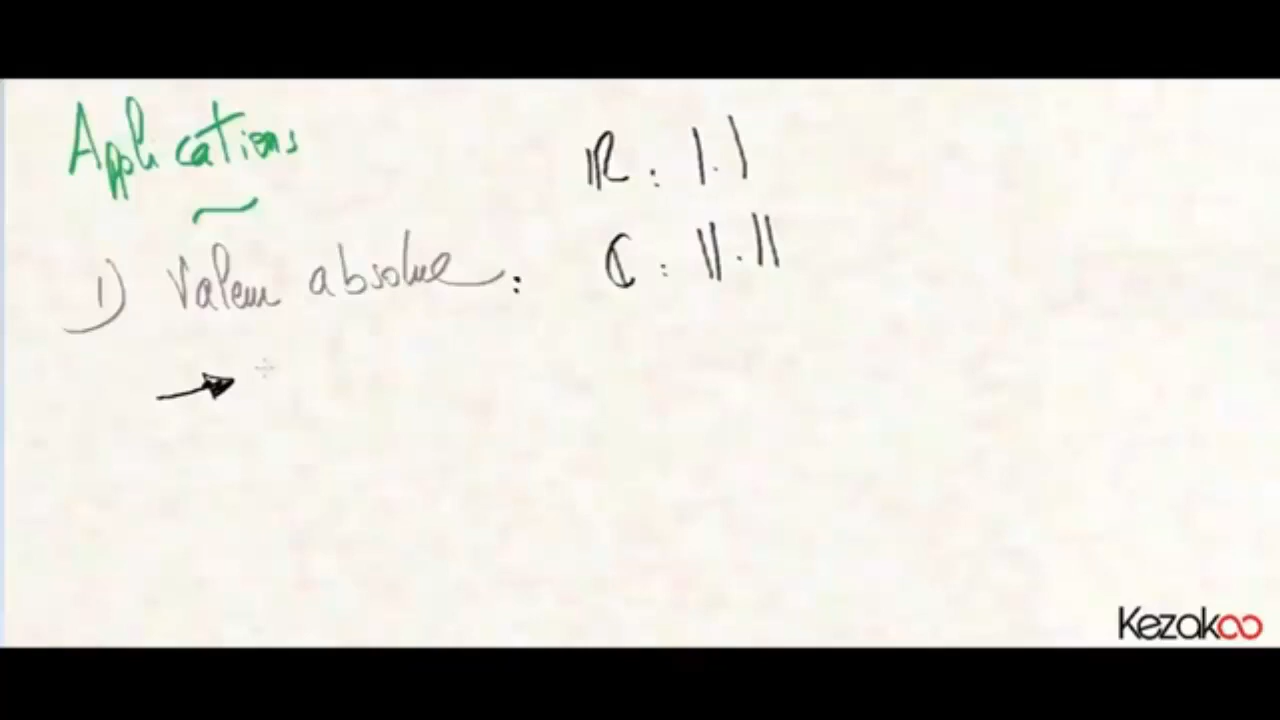 Applications
ℝ : |.|
1) Valeur absolue :
ℂ : ||.||
Kezakoo